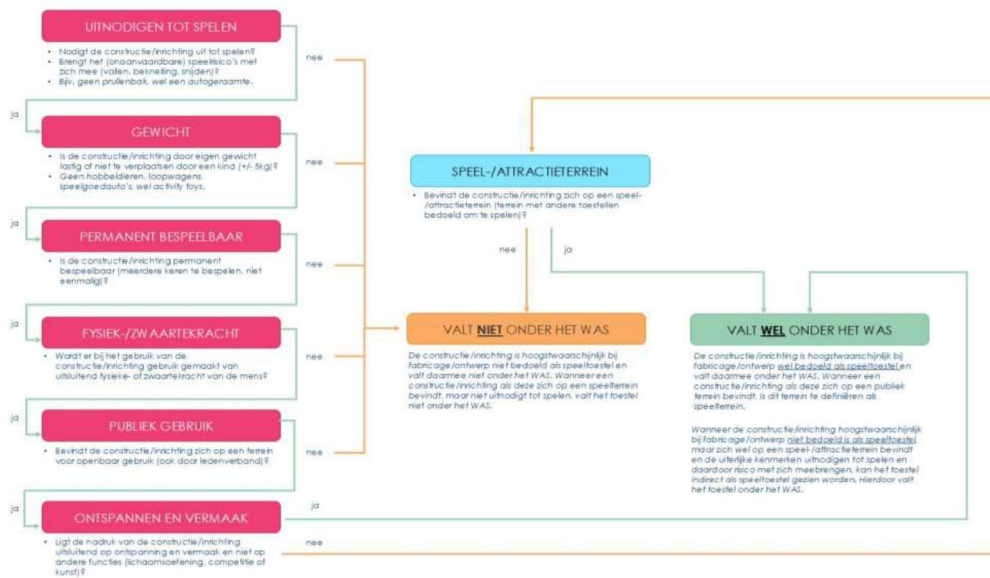 UITNODIGEN TOT SPELEN
• Nodigt de constructie/inrichting uit tot spelen?
• Brengt het (onaanvaardbare) speelrisico's met
zich mee (vallen, beknelling, snijden)?
• Bijv. geen prullenbak, wel een autogeraamte.
nee
ja
GEWICHT
• Is de constructie/inrichting door eigen gewicht
lastig of niet te verplaatsen door een kind (+/- 5kg)?
• Geen hobbeldieren, loopwagens,
speelgoedauto's, wel activity toys.
nee
ja
PERMANENT BESPEELBAAR
• Is de constructie/inrichting permanent
bespeelbaar (meerdere keren te bespelen, niet
eenmalig)?
nee
ja
FYSIEK-/ZWAARTEKRACHT
• Wordt er bij het gebruik van de
constructie/inrichting gebruik gemaakt van
uitsluitend fysieke- of zwaartekracht van de mens?
nee
ja
PUBLIEK GEBRUIK
• Bevindt de constructie/inrichting zich op een terrein
voor openbaar gebruik (ook door ledenverband)?
nee
ja
ONTSPANNEN EN VERMAAK
• Ligt de nadruk van de constructie/inrichting
uitsluitend op ontspanning en vermaak en niet op
andere functies (lichaamsoefening, competitie of
kunst)?
ja
nee
SPEEL-/ATTRACTIETERREIN
• Bevindt de constructie/inrichting zich op een speel-
/attractieterrein (terrein met andere toestellen
bedoeld om te spelen)?
nee
ja
VALT NIET ONDER HET WAS
De constructie/inrichting is hoogstwaarschijnlijk bij
fabricage/ontwerp niet bedoeld als speeltoestel en
valt daarmee niet onder het WAS. Wanneer een
constructie/inrichting als deze zich op een speelterrein
bevindt, maar niet uitnodigt tot spelen, valt het toestel
niet onder het WAS.
VALT WEL ONDER HET WAS
De constructie/inrichting is hoogstwaarschijnlijk bij
fabricage/ontwerp wel bedoeld als speeltoestel en
valt daarmee onder het WAS. Wanneer een
constructie/inrichting als deze zich op een publiek
terrein bevindt, is dit terrein te definiëren als
speelterrein.
Wanneer de constructie/inrichting hoogstwaarschijnlijk
bij fabricage/ontwerp niet bedoeld is als speeltoestel,
maar zich wel op een speel-/attractieterrein bevindt
en de uiterlijke kenmerken uitnodigen tot spelen en
daardoor risico met zich meebrengen, kan het toestel
indirect als speeltoestel gezien worden. Hierdoor valt
het toestel onder het WAS.